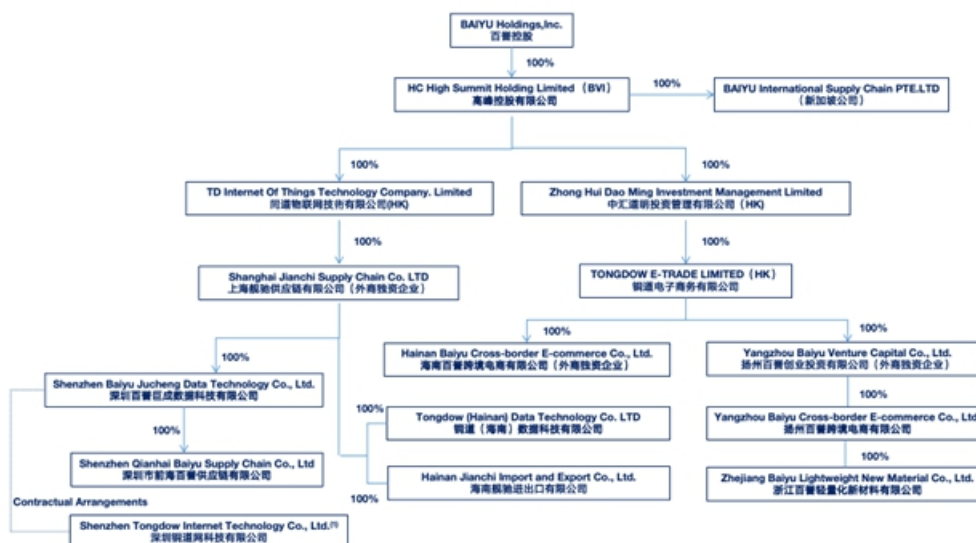 BAIYU Holdings,Inc.
百誉控股
100%
HC High Summit Holding Limited（BVI）
高峰控股有限公司
100%
BAIYU International Supply Chain PTE.LTD
（新加坡公司）
100%
100%
TD Internet Of Things Technology Company. Limited
同道物联网技術有限公司(HK)
Zhong Hui Dao Ming Investment Management Limited
中汇道明投资管理有限公司（HK）
100%
100%
Shanghai Jianchi Supply Chain Co. LTD
上海舰驰供应链有限公司（外商独资企业）
TONGDOW E-TRADE LIMITED（HK）
铜道电子商务有限公司
100%
100%
100%
Hainan Baiyu Cross-border E-commerce Co., Ltd.
海南百誉跨境电商有限公司（外商独资企业）
Yangzhou Baiyu Venture Capital Co., Ltd.
扬州百誉创业投资有限公司（外商独资企业）
Shenzhen Baiyu Jucheng Data Technology Co., Ltd.
深圳百誉巨成数据科技有限公司
100%
100%
Tongdow (Hainan) Data Technology Co. LTD
铜道（海南）数据科技有限公司
Yangzhou Baiyu Cross-border E-commerce Co., Ltd
扬州百誉跨境电商有限公司
100%
100%
Shenzhen Qianhai Baiyu Supply Chain Co., Ltd
深圳市前海百誉供应链有限公司
Hainan Jianchi Import and Export Co., Ltd.
海南舰驰进出口有限公司
Zhejiang Baiyu Lightweight New Material Co., Ltd.
浙江百誉轻量化新材料有限公司
100%
Contractual Arrangements
Shenzhen Tongdow Internet Technology Co., Ltd.(1)
深圳铜道网科技有限公司